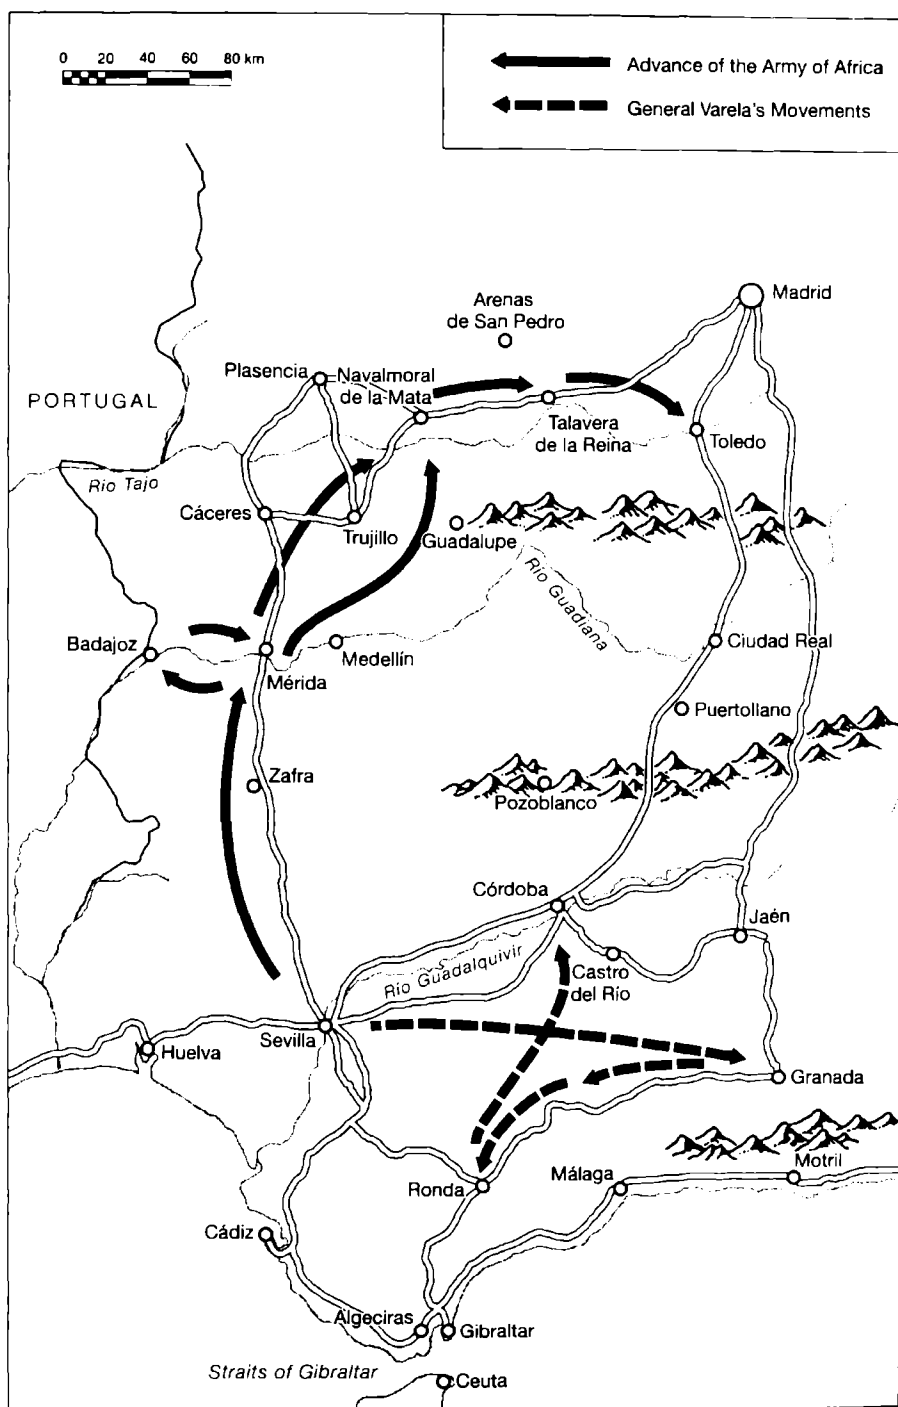 0 20 40 60 80 km
Advance of the Army of Africa
General Varela's Movements
Madrid
Arenas
de San Pedro
Plasencia
Navalmoral
de la Mata
PORTUGAL
Talavera
de la Reina
Toledo
Río Tajo
Cáceres
Trujillo
Guadalupe
Río Guadiana
Badajoz
Medellín
Ciudad Real
Mérida
Puertollano
Zafra
Pozoblanco
Córdoba
Jaén
Río Guadalquivir
Castro
del Río
Sevilla
Huelva
Granada
Motril
Ronda
Málaga
Cádiz
Algeciras
Gibraltar
Straits of Gibraltar
Ceuta